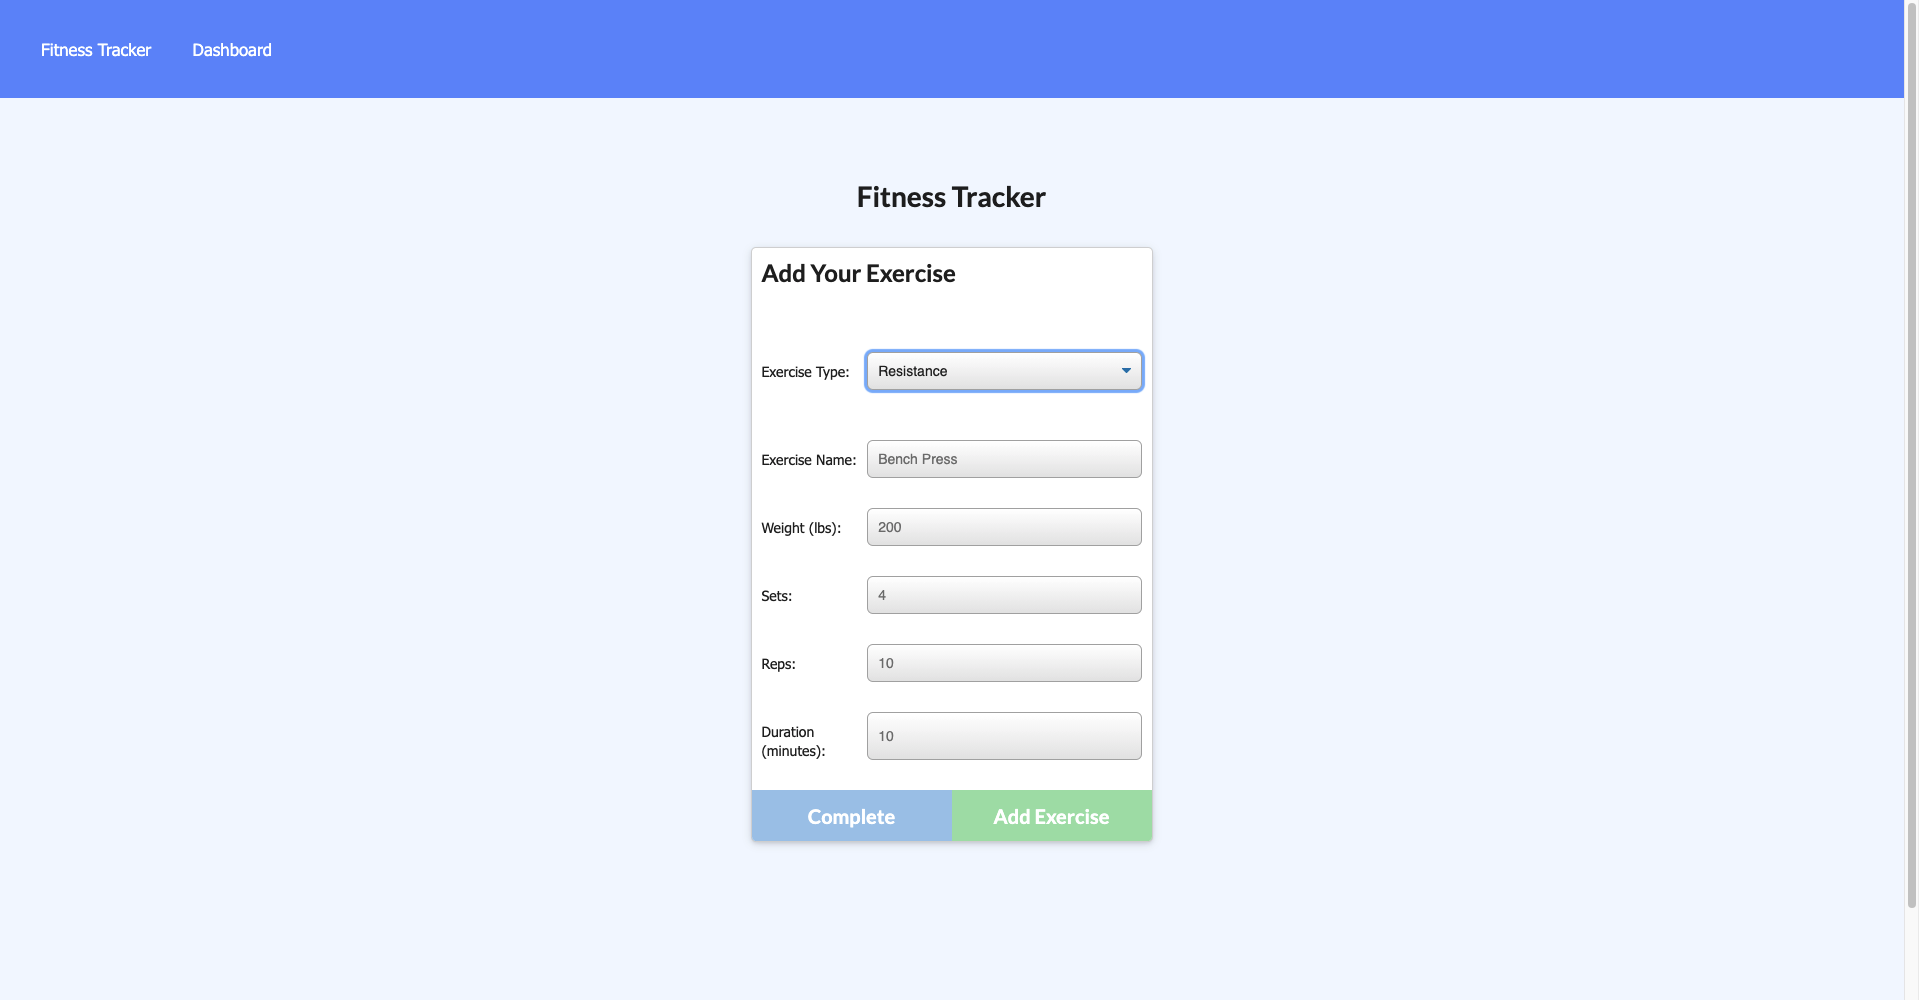 Fitness Tracker Dashboard
Fitness Tracker
Add Your Exercise
Exercise Type: Resistance
Exercise Name: Bench Press
Weight (lbs): 200
Sets: 4
Reps: 10
Duration
(minutes): 10
Complete Add Exercise